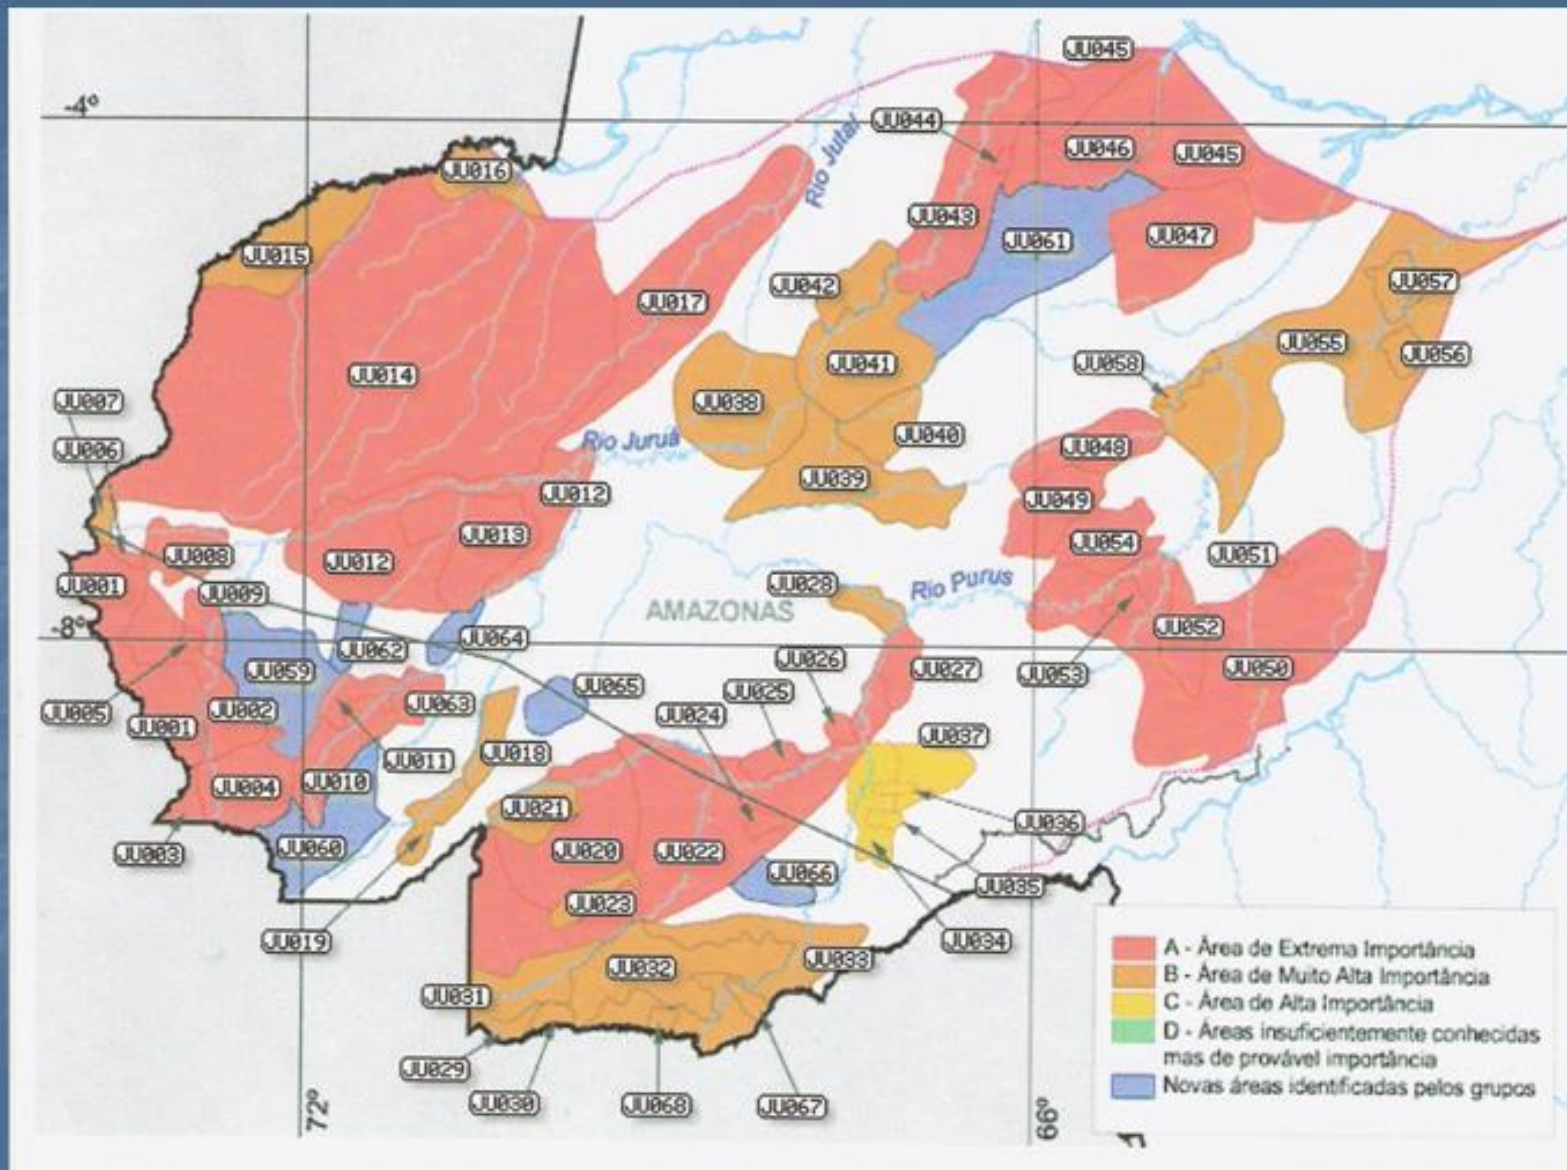 JU045
-4º
JU044
Rio Jutaí
JU046
JU045
JU016
JU043
JU047
JU015
JU061
JU042
JU057
JU017
JU055
JU014
JU041
JU058
JU056
JU007
JU038
JU006
Rio Juruá
JU040
JU048
JU039
JU012
JU049
JU013
JU054
JU008
JU051
JU012
JU001
JU028
Rio Purus
JU009
AMAZONAS
-8º
JU064
JU052
JU062
JU026
JU059
JU027
JU050
JU053
JU065
JU025
JU063
JU005
JU002
JU024
JU001
JU037
JU018
JU011
JU010
JU004
JU021
JU036
JU020
JU022
JU060
JU003
JU066
JU035
JU023
JU019
JU034
JU033
JU032
JU031
JU029
JU030
JU068
JU067
72º
66º
A - Área de Extrema Importância
B - Área de Muito Alta Importância
C - Área de Alta Importância
D - Áreas insuficientemente conhecidas
mas de provável importância
Novas áreas identificadas pelos grupos